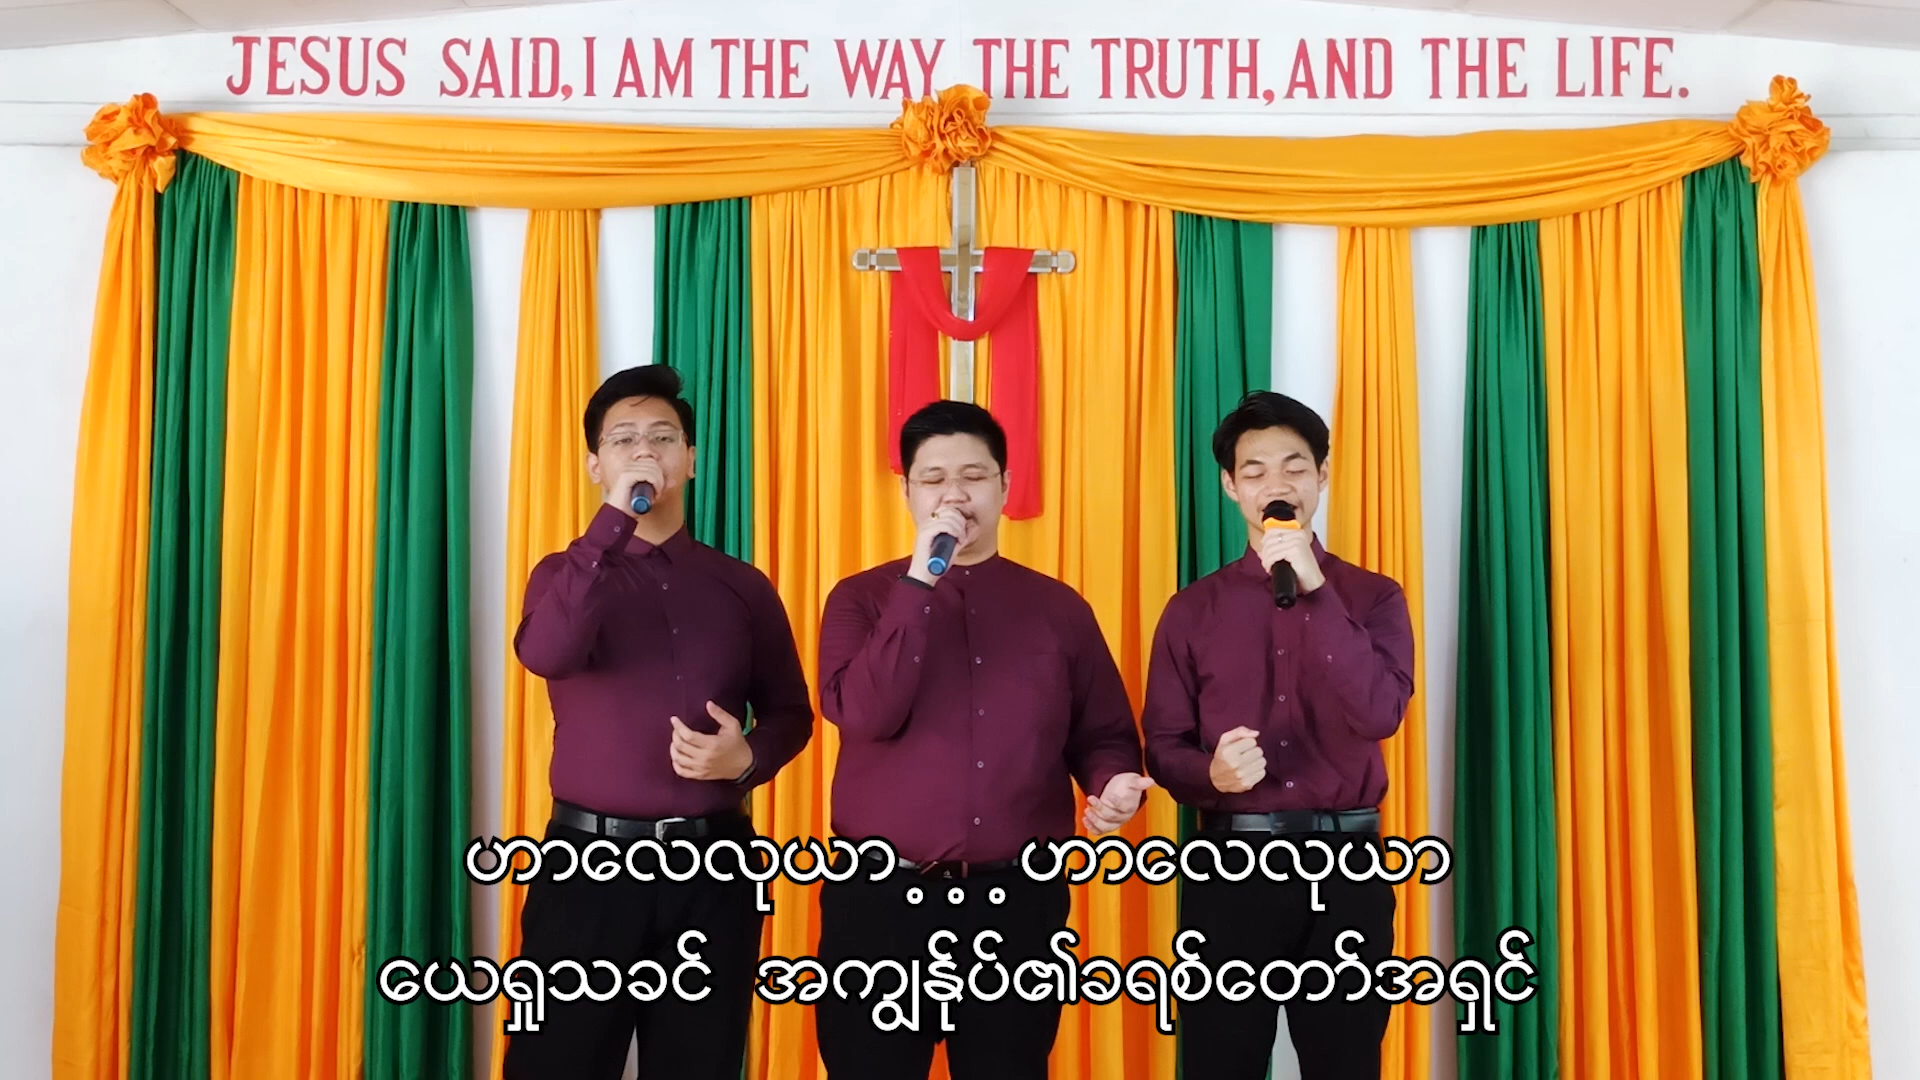 JESUS SAID, I AM THE WAY, THE TRUTH, AND THE LIFE.
ဟာလေလုယာ့့့ဟာလေလုယာ
ယေရှုသခင် အကျွန်ုပ်၏ခရစ်တော်အရှင်